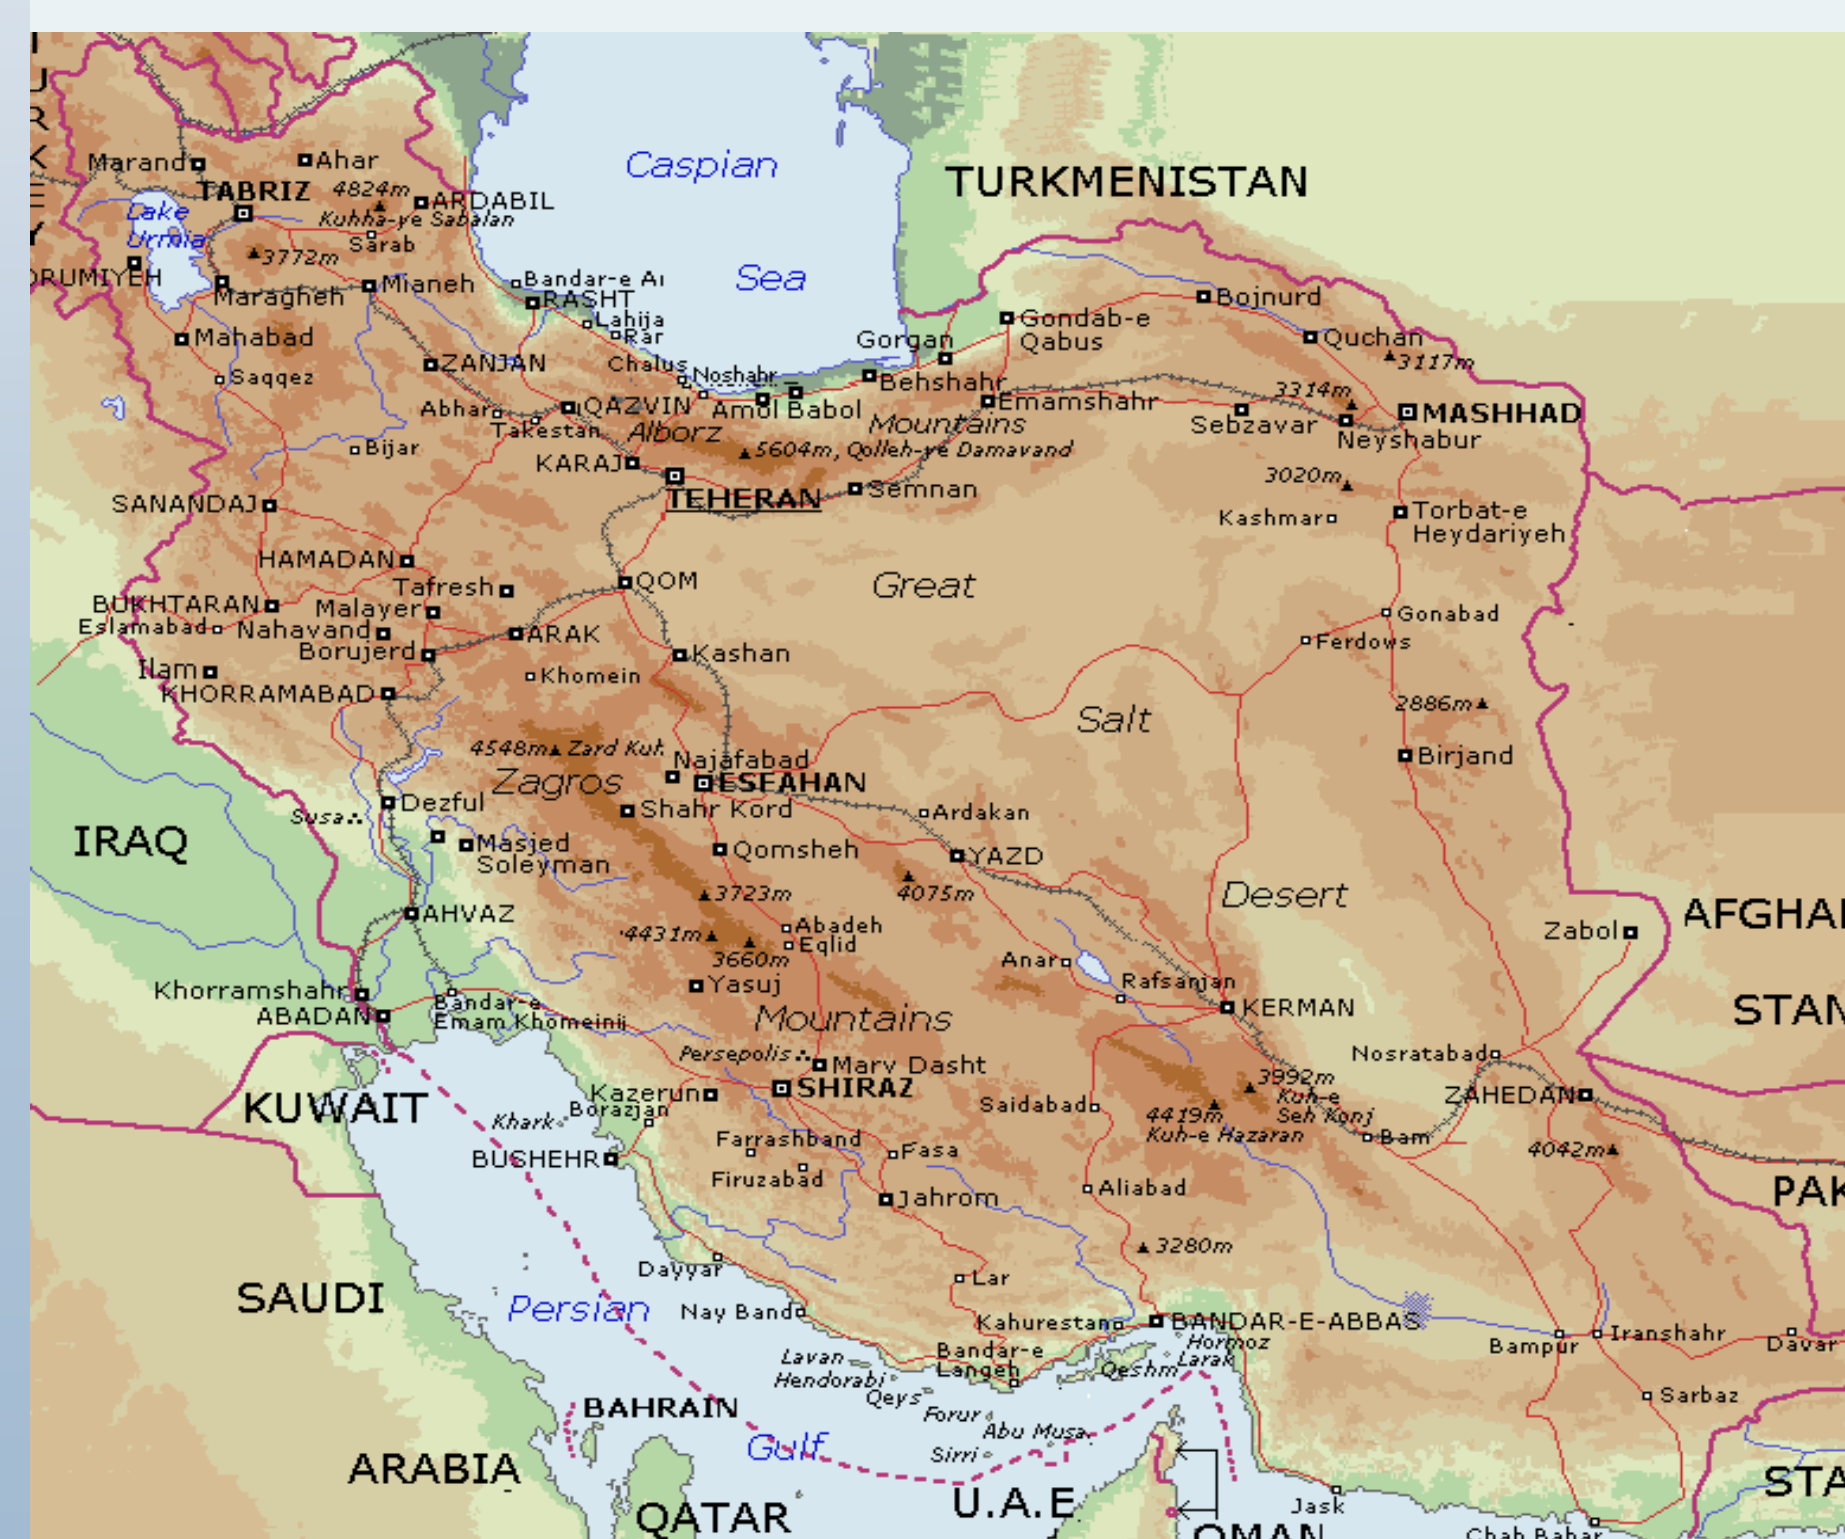 Caspian
Sea
TURKMENISTAN
Marand
Ahar
TABRIZ
4824m
ARDABIL
Kuhha-ye Sabalan
Lake
Urmia
Sarab
3772m
ORUMIYEH
Maragheh
Mianeh
Bandar-e
RASHT
Lahija
Mahabad
ZANJAN
Chalus
Noshahr
Saqqez
Abhar
QAZVIN
Takestan
Amol
Babol
Behshahr
Gorgan
Gondab-e
Qabus
Bojnurd
Quchan
3117m
3314m
MASHHAD
Emamshahr
Sebzavar
Neyshabur
Alborz
Mountains
5604m, Qolleh-ye Damavand
Bijar
KARAJ
TEHERAN
Semnan
3020m
Kashmar
Torbat-e
Heydariyeh
SANANDAJ
HAMADAN
Tafresh
QOM
Great
BUKHTARAN
Malayer
Eslamabad
Nahavand
ARAK
Borujerd
Kashan
Gonabad
Ferdows
Ilam
KHORRAMABAD
Khomein
2886m
Salt
4548m
Zard Kuh
Najafabad
Birjand
Zagros
ESFAHAN
Dezful
Shahr Kord
Ardakan
Susa
IRAQ
Masjed
Soleyman
Qomsheh
YAZD
3723m
4075m
Desert
AHVAZ
Abadeh
4431m
Eqlid
3660m
Zabol
AFGHA
STAN
Anar
Yasuj
Rafsanjan
Khorramshahr
Bandar-e
Emam Khomeinij
ABADAN
Mountains
KERMAN
Persepolis
Marv Dasht
Nosratabad
SHIRAZ
3992m
Kuh-e
Seh Konj
ZAHEDAN
KUWAIT
Kazerun
Borazjan
Khark
Saidabad
4419m
Kuh-e Hazaran
Bam
4042m
Farrashband
Fasa
BUSHEHR
Firuzabad
Jahrom
Aliabad
PAK
3280m
Dayyar
Lar
SAUDI
ARABIA
Persian
Gulf
Nay Band
Kahurestan
BANDAR-E-ABBAS
Hormoz
Larak
Qeshm
Bampur
Iranshahr
Davar
Lavan
Hendorabi
Bandar-e
Langeh
Qeys
Forur
Abu Musa
Sirri
Sarbaz
BAHRAIN
QATAR
U.A.E
OMAN
Jask
Chah Bahar
STA